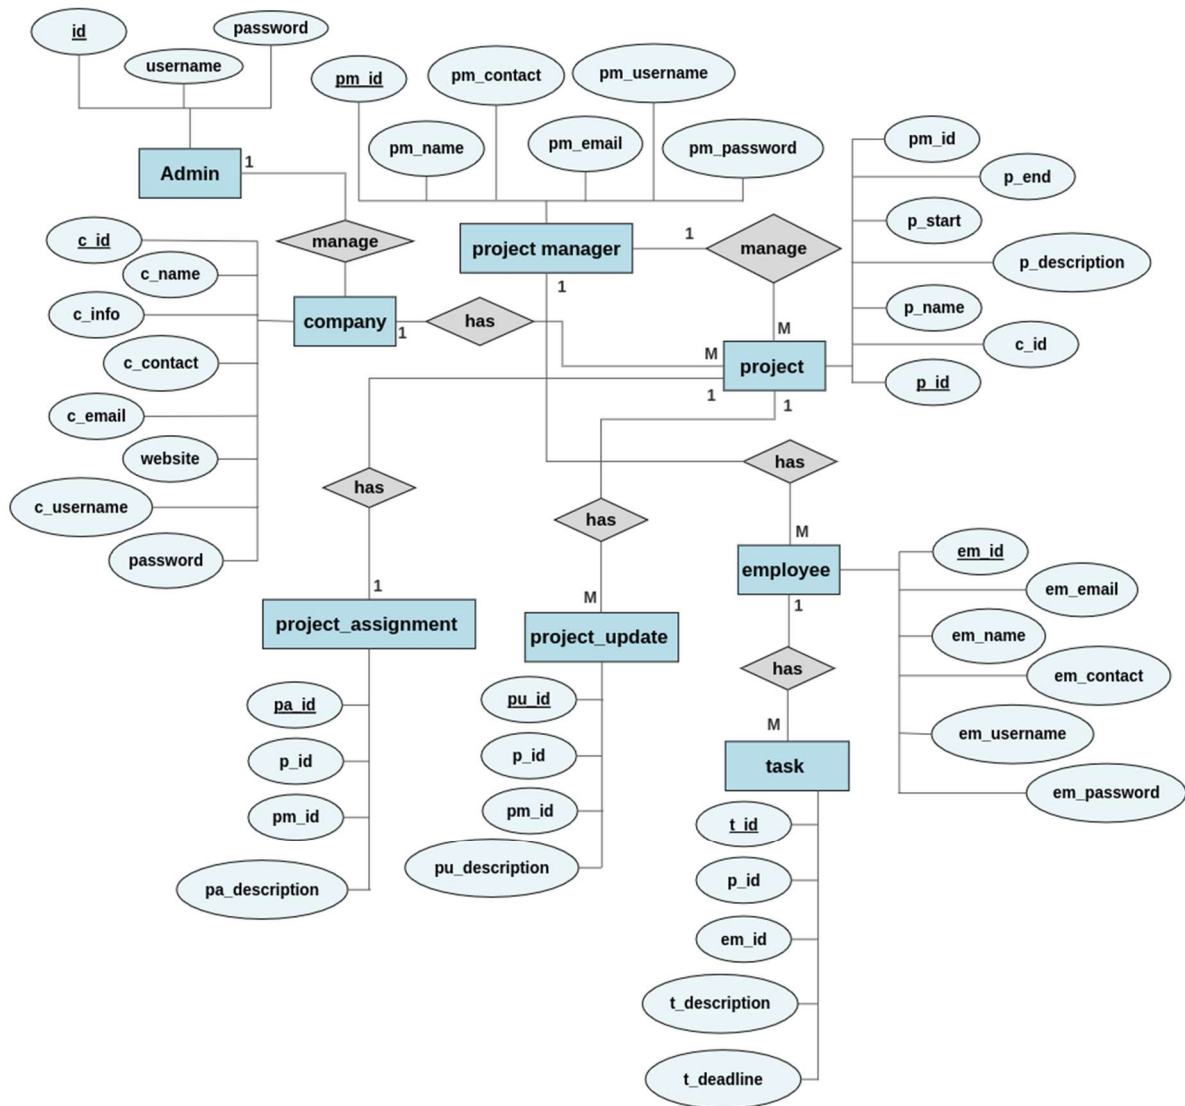 id
password
username
pm_id
pm_contact
pm_username
pm_name
pm_email
pm_password
pm_id
p_end
p_start
p_description
p_name
c_id
p_id
Admin
1
manage
project manager
1
manage
1
M
c_id
c_name
c_info
c_contact
c_email
website
c_username
password
company
1
has
M
project
1
1
has
has
has
M
employee
1
1
project_assignment
M
project_update
em_id
em_email
em_name
em_contact
em_username
em_password
pa_id
p_id
pm_id
pa_description
pu_id
p_id
pm_id
pu_description
has
M
task
t_id
p_id
em_id
t_description
t_deadline